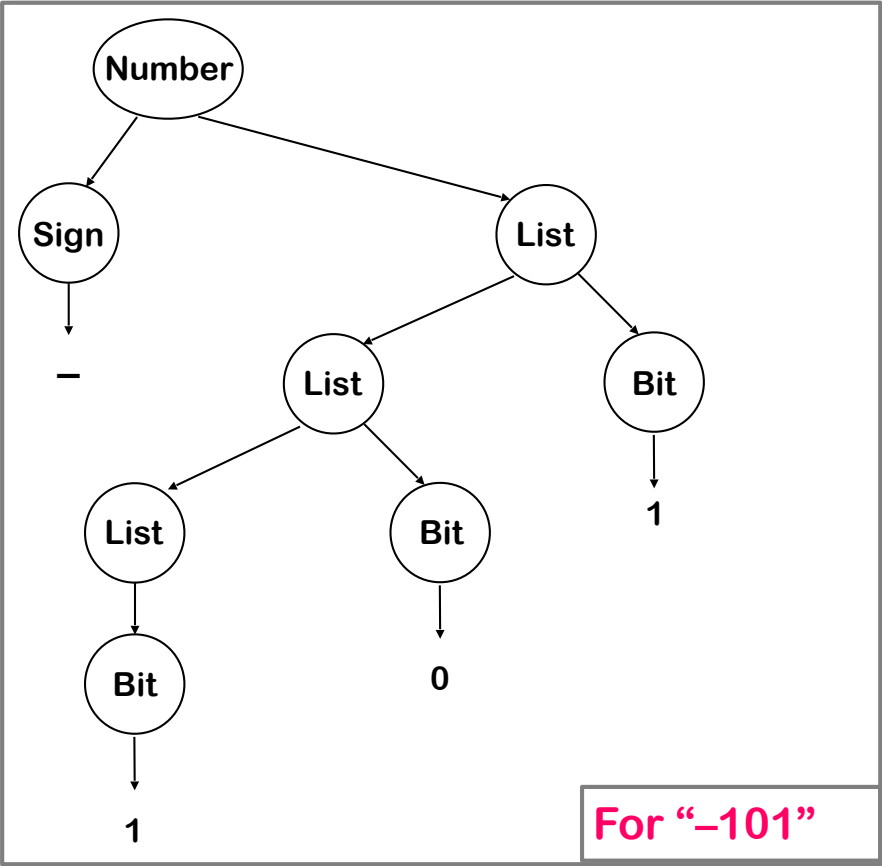 Number
Sign
List
–
List
Bit
1
List
Bit
0
Bit
1
For “–101”